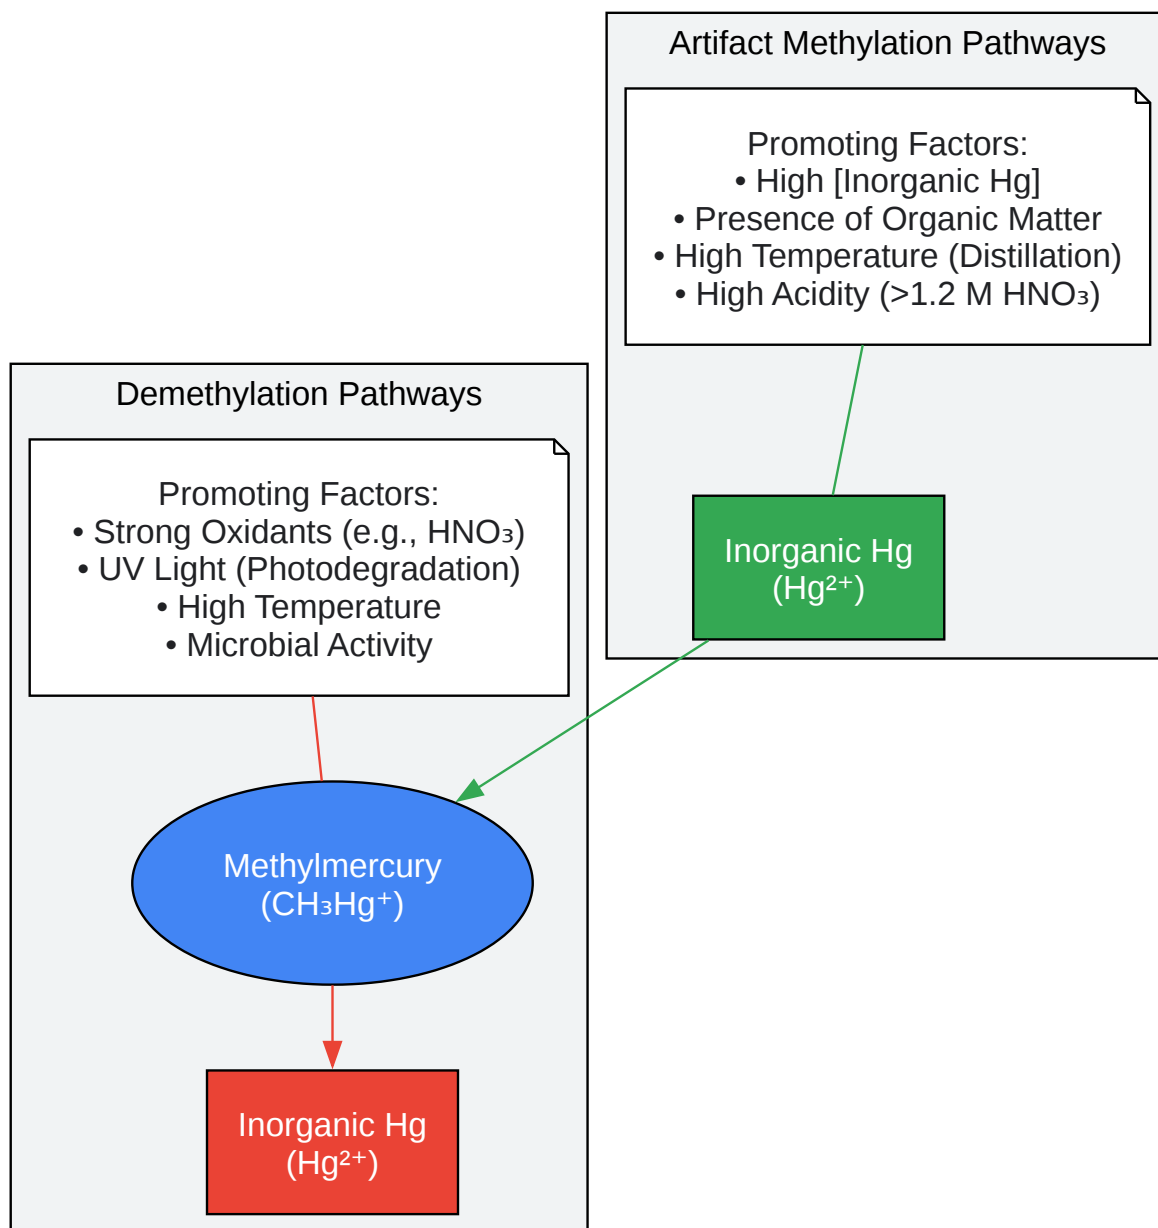 Artifact Methylation Pathways
Promoting Factors:
• High [Inorganic Hg]
• Presence of Organic Matter
• High Temperature (Distillation)
• High Acidity (>1.2 M HNO₃)
Inorganic Hg
(Hg²⁺)
Demethylation Pathways
Promoting Factors:
• Strong Oxidants (e.g., HNO₃)
• UV Light (Photodegradation)
• High Temperature
• Microbial Activity
Methylmercury
(CH₃Hg⁺)
Inorganic Hg
(Hg²⁺)